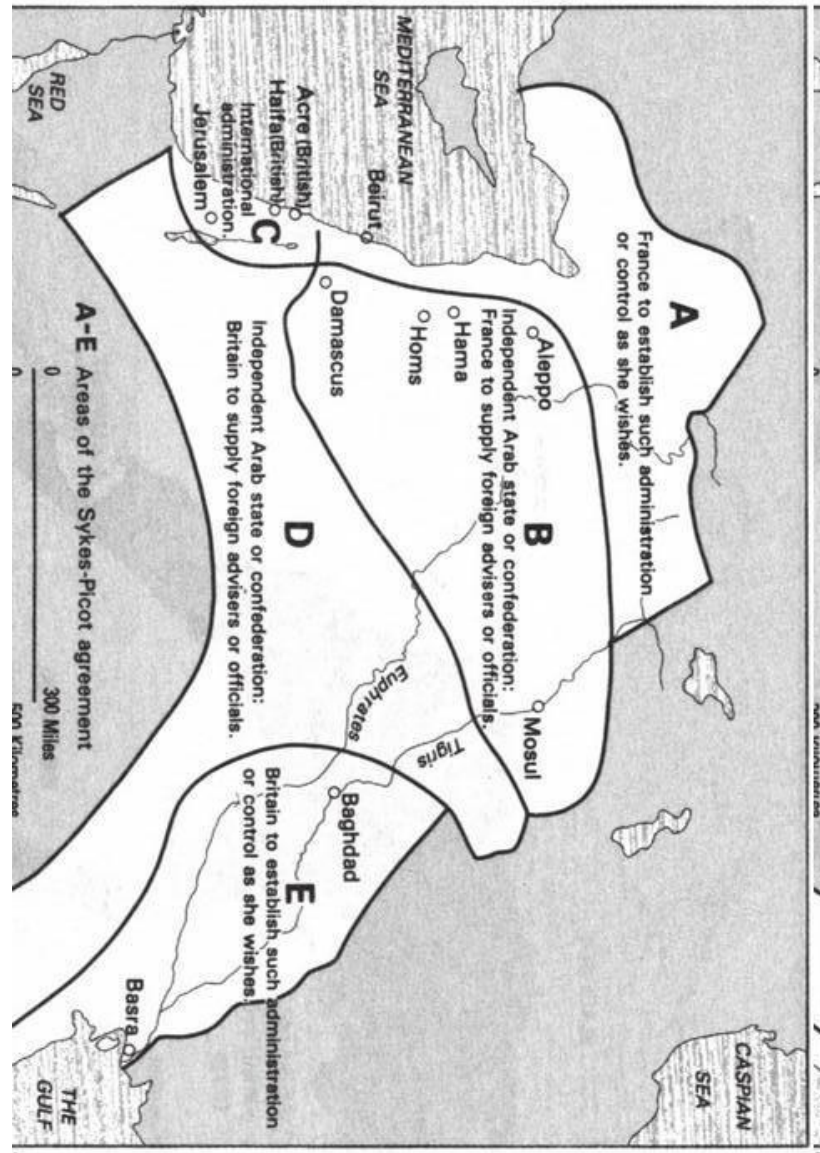 CASPIAN
SEA
A
France to establish such administration
or control as she wishes.
MEDITERRANEAN
SEA
Aleppo
B
Independent Arab state or confederation:
France to supply foreign advisers or officials.
Mosul
Hama
Homs
Beirut
Tigris
Euphrates
Damascus
Baghdad
Acre (British)
Haifa (British)
C
International
administration.
Jerusalem
D
Independent Arab state or confederation:
Britain to supply foreign advisers or officials.
E
Britain to establish such administration
or control as she wishes.
Basra
RED
SEA
THE
GULF
A-E Areas of the Sykes-Picot agreement
0
300 Miles
0
500 Kilometres